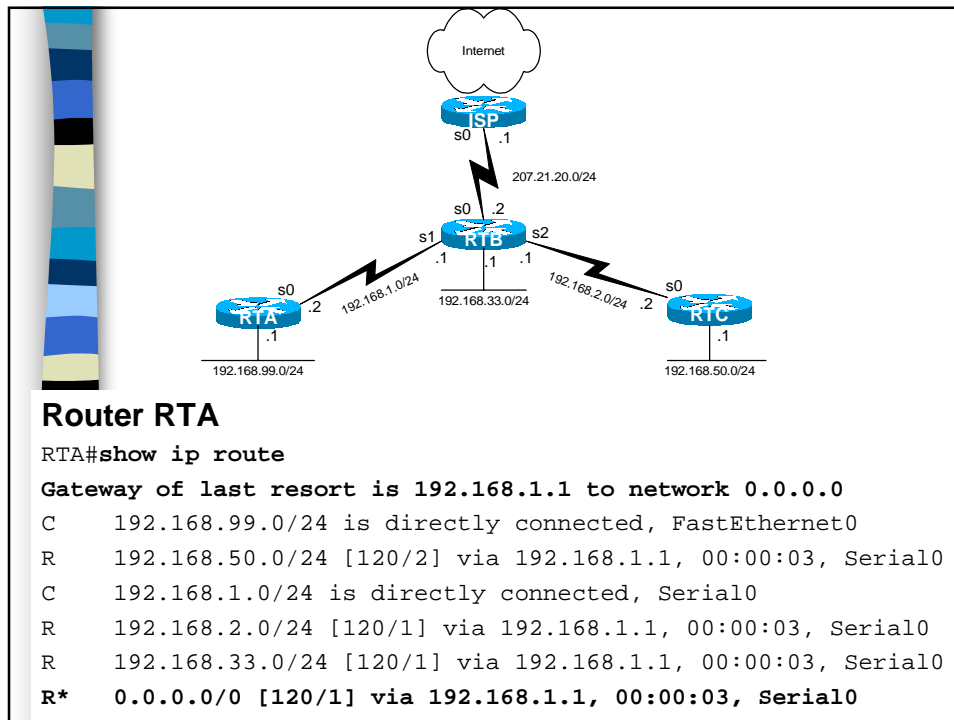 Internet
ISP
s0 .1
207.21.20.0/24
s0 .2
s1 RTB s2
.1 .1 .1
192.168.1.0/24
192.168.33.0/24
192.168.2.0/24
s0 .2
RTA
.1
192.168.99.0/24
s0
.2 RTC
.1
192.168.50.0/24
Router RTA
RTA#show ip route
Gateway of last resort is 192.168.1.1 to network 0.0.0.0
C 192.168.99.0/24 is directly connected, FastEthernet0
R 192.168.50.0/24 [120/2] via 192.168.1.1, 00:00:03, Serial0
C 192.168.1.0/24 is directly connected, Serial0
R 192.168.2.0/24 [120/1] via 192.168.1.1, 00:00:03, Serial0
R 192.168.33.0/24 [120/1] via 192.168.1.1, 00:00:03, Serial0
R* 0.0.0.0/0 [120/1] via 192.168.1.1, 00:00:03, Serial0